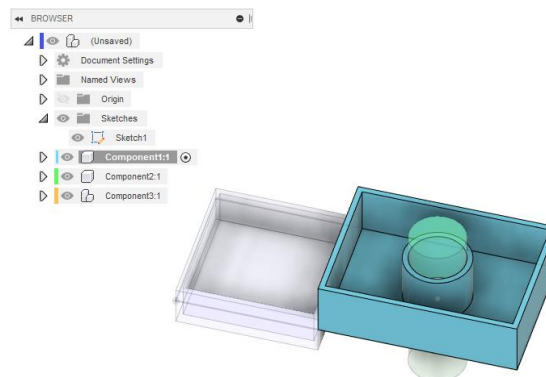 BROWSER
(Unsaved)
Document Settings
Named Views
Origin
Sketches
Sketch1
Component1:1
Component2:1
Component3:1